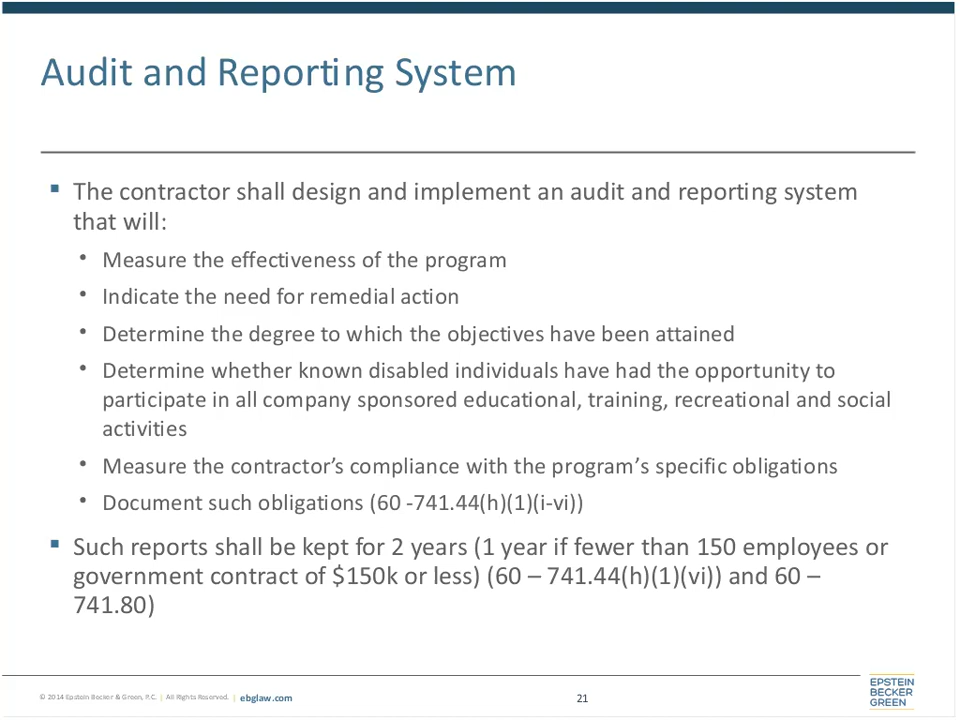 Audit and Reporting System
▪ The contractor shall design and implement an audit and reporting system
that will:
• Measure the effectiveness of the program
• Indicate the need for remedial action
• Determine the degree to which the objectives have been attained
• Determine whether known disabled individuals have had the opportunity to
participate in all company sponsored educational, training, recreational and social
activities
• Measure the contractor’s compliance with the program’s specific obligations
• Document such obligations (60 -741.44(h)(1)(i-vi))
▪ Such reports shall be kept for 2 years (1 year if fewer than 150 employees or
government contract of $150k or less) (60 – 741.44(h)(1)(vi)) and 60 –
741.80)
© 2014 Epstein Becker & Green, P.C. | All Rights Reserved. | ebglaw.com
21
EPSTEIN
BECKER
GREEN